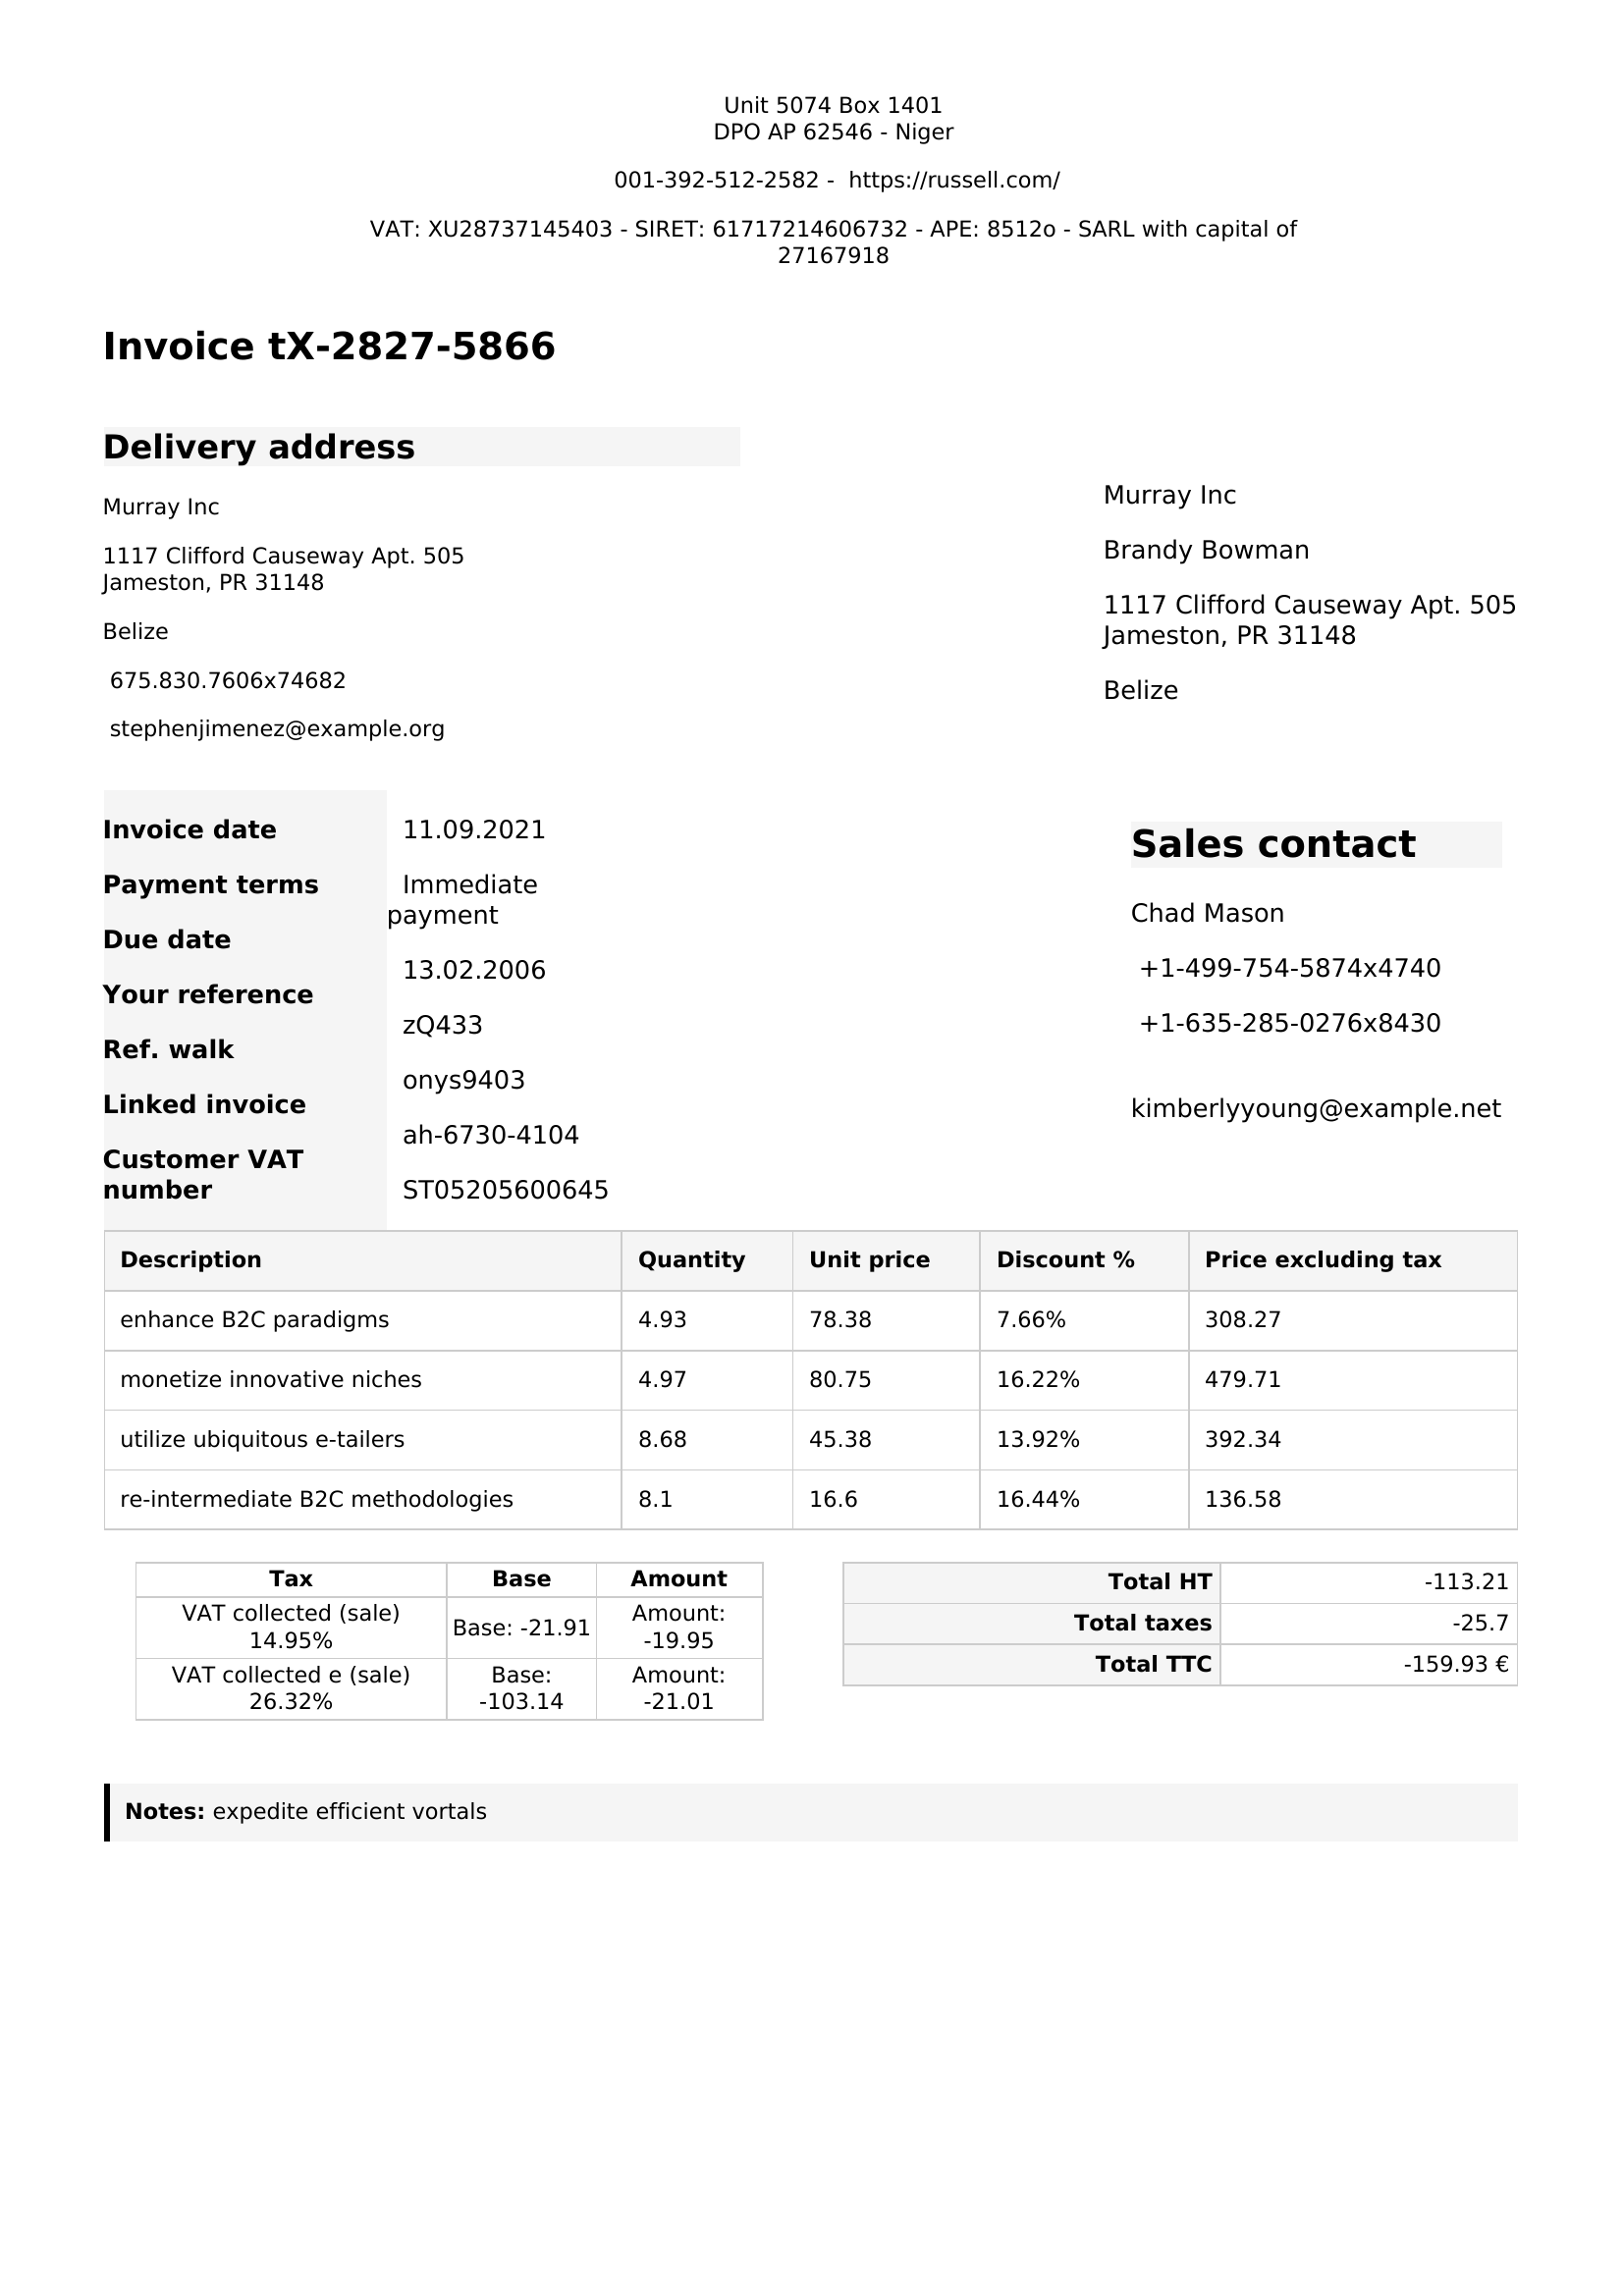 Unit 5074 Box 1401
DPO AP 62546 - Niger
001-392-512-2582 -  https://russell.com/
VAT: XU28737145403 - SIRET: 61717214606732 - APE: 8512o - SARL with capital of
27167918
Invoice tX-2827-5866
Delivery address
Murray Inc
1117 Clifford Causeway Apt. 505
Jameston, PR 31148
Belize
675.830.7606x74682
stephenjimenez@example.org
Murray Inc
Brandy Bowman
1117 Clifford Causeway Apt. 505
Jameston, PR 31148
Belize
Invoice date
Payment terms
Due date
Your reference
Ref. walk
Linked invoice
Customer VAT
number
11.09.2021
Immediate
payment
13.02.2006
zQ433
onys9403
ah-6730-4104
ST05205600645
Sales contact
Chad Mason
+1-499-754-5874x4740
+1-635-285-0276x8430
kimberlyyoung@example.net
Description Quantity Unit price Discount % Price excluding tax
enhance B2C paradigms 4.93 78.38 7.66% 308.27
monetize innovative niches 4.97 80.75 16.22% 479.71
utilize ubiquitous e-tailers 8.68 45.38 13.92% 392.34
re-intermediate B2C methodologies 8.1 16.6 16.44% 136.58
Tax Base Amount
VAT collected (sale)
14.95%
Base: -21.91
Amount:
-19.95
VAT collected e (sale)
26.32%
Base:
-103.14
Amount:
-21.01
Total HT -113.21
Total taxes -25.7
Total TTC -159.93 €
Notes: expedite efficient vortals